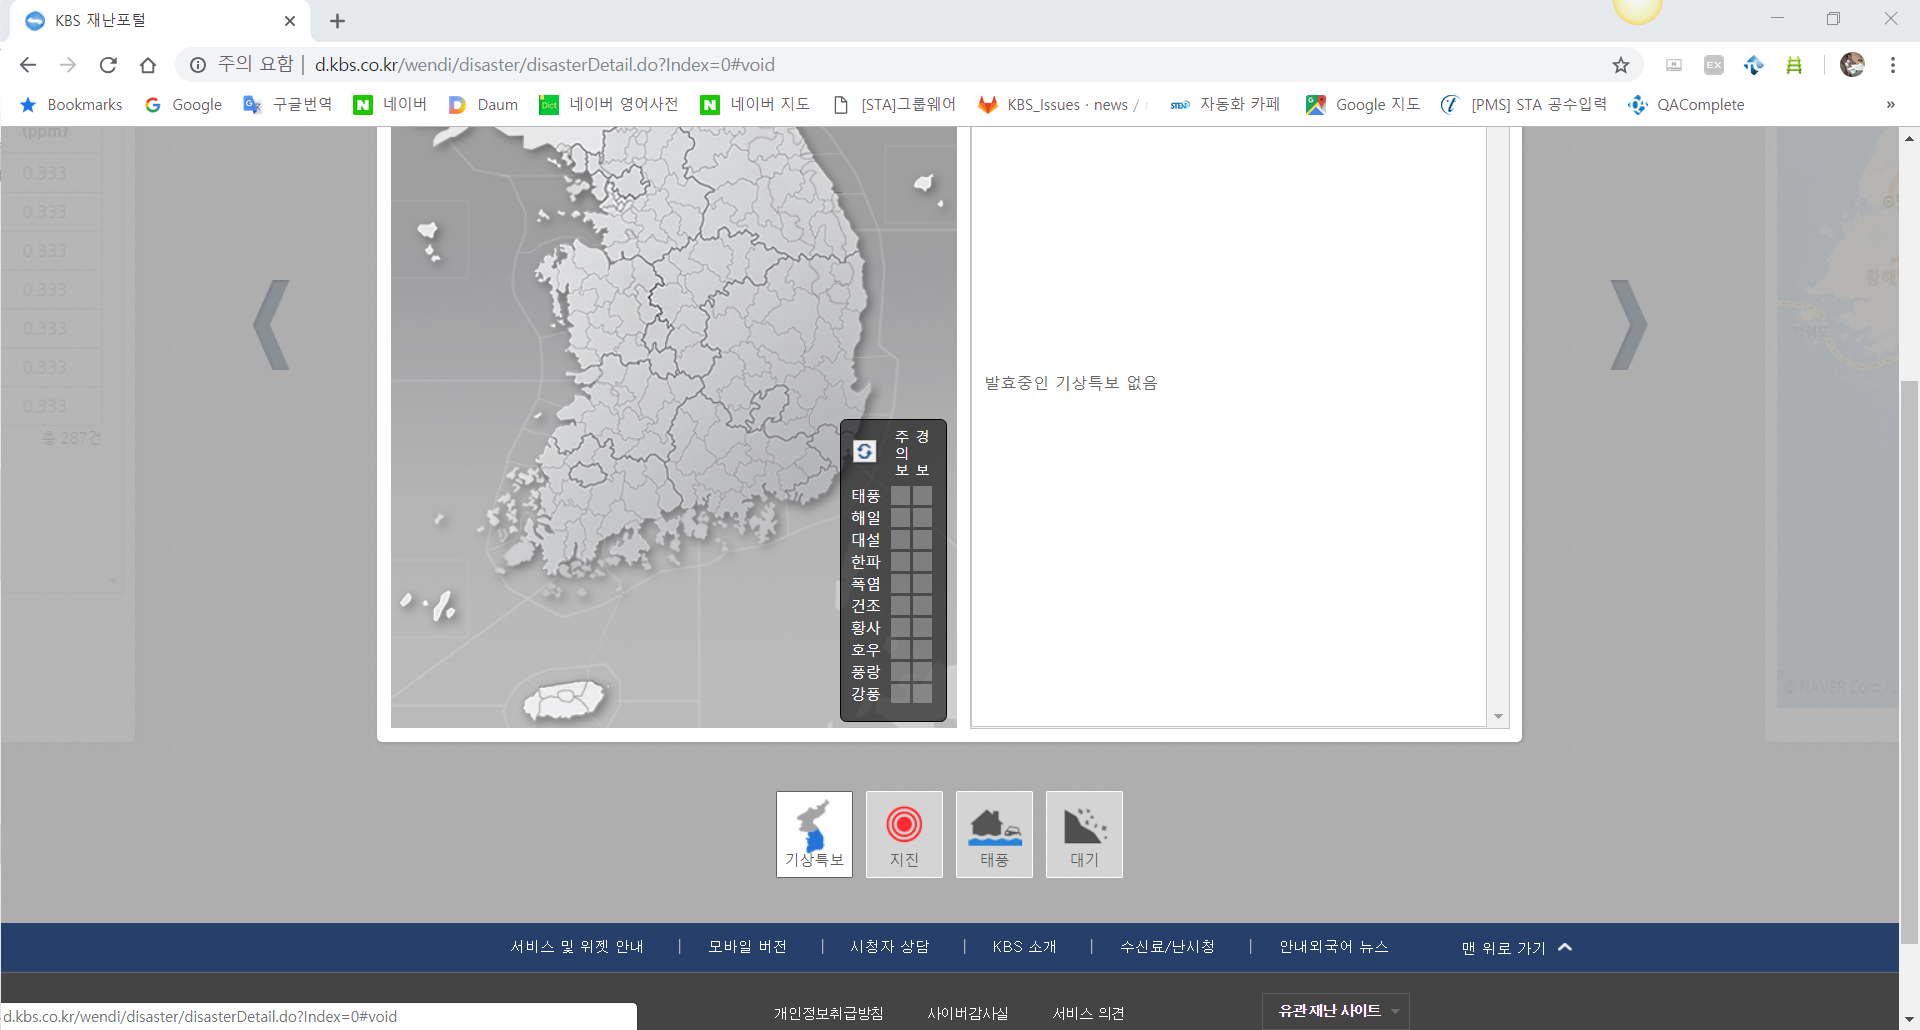 KBS 재난포털
주의 요함 | d.kbs.co.kr/wendi/disaster/disasterDetail.do?Index=0#void
Bookmarks Google 구글번역 네이버 Daum 네이버 영어사전 네이버 지도 [STA]그룹웨어 KBS_Issues · news / 자동화 카페 Google 지도 [PMS] STA 공수입력 QAComplete »
(ppm)
0.333
0.333
0.333
0.333
0.333
0.333
0.333
총 287건
발효중인 기상특보 없음
주의보 경보
태풍
해일
대설
한파
폭염
건조
황사
호우
풍랑
강풍
황해
© NAVER Corp.
기상특보 지진 태풍 대기
서비스 및 위젯 안내 | 모바일 버전 | 시청자 상담 | KBS 소개 | 수신료/난시청 | 안내외국어 뉴스 맨 위로 가기
개인정보취급방침 사이버감사실 서비스 의견 유관 재난 사이트
d.kbs.co.kr/wendi/disaster/disasterDetail.do?Index=0#void